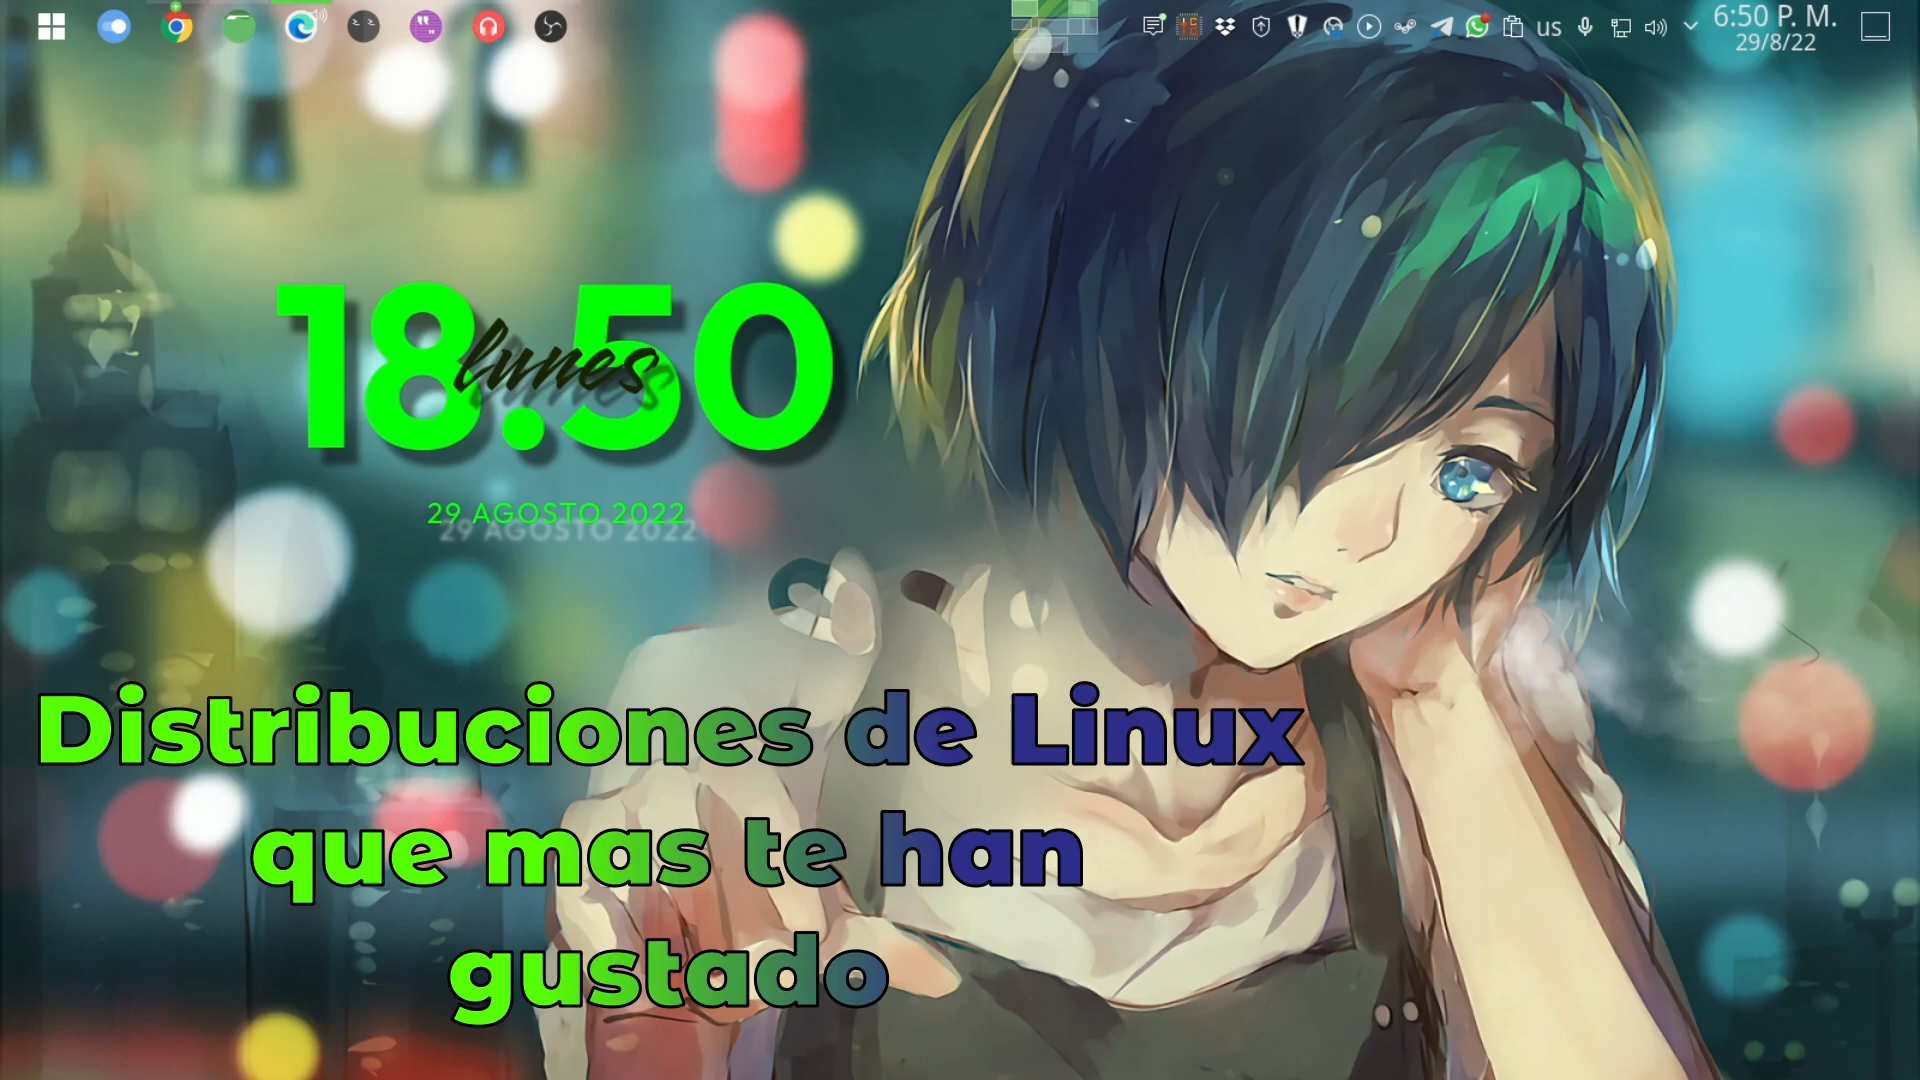 us
6:50 P. M.
29/8/22
18.50
lunes
29 AGOSTO 2022
Distribuciones de Linux
que mas te han
gustado